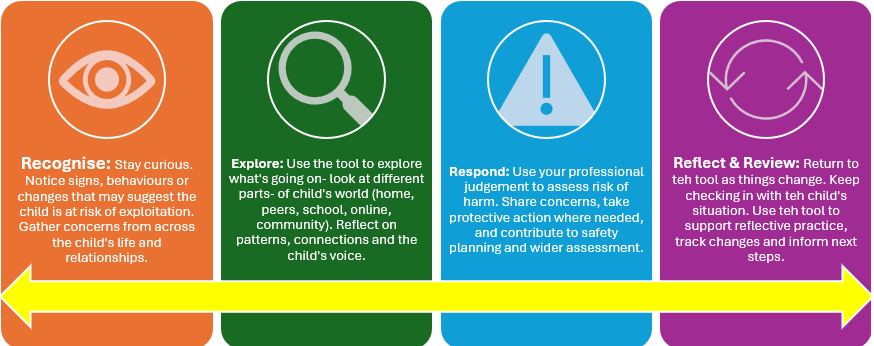 Recognise: Stay curious.
Notice signs, behaviours or
changes that may suggest the
child is at risk of exploitation.
Gather concerns from across
the child's life and
relationships.
Explore: Use the tool to explore
what's going on- look at different
parts- of child's world (home,
peers, school, online,
community). Reflect on
patterns, connections and the
child's voice.
Respond: Use your professional
judgement to assess risk of
harm. Share concerns, take
protective action where needed,
and contribute to safety
planning and wider assessment.
Reflect & Review: Return to
teh tool as things change. Keep
checking in with teh child's
situation. Use teh tool to
support reflective practice,
track changes and inform next
steps.